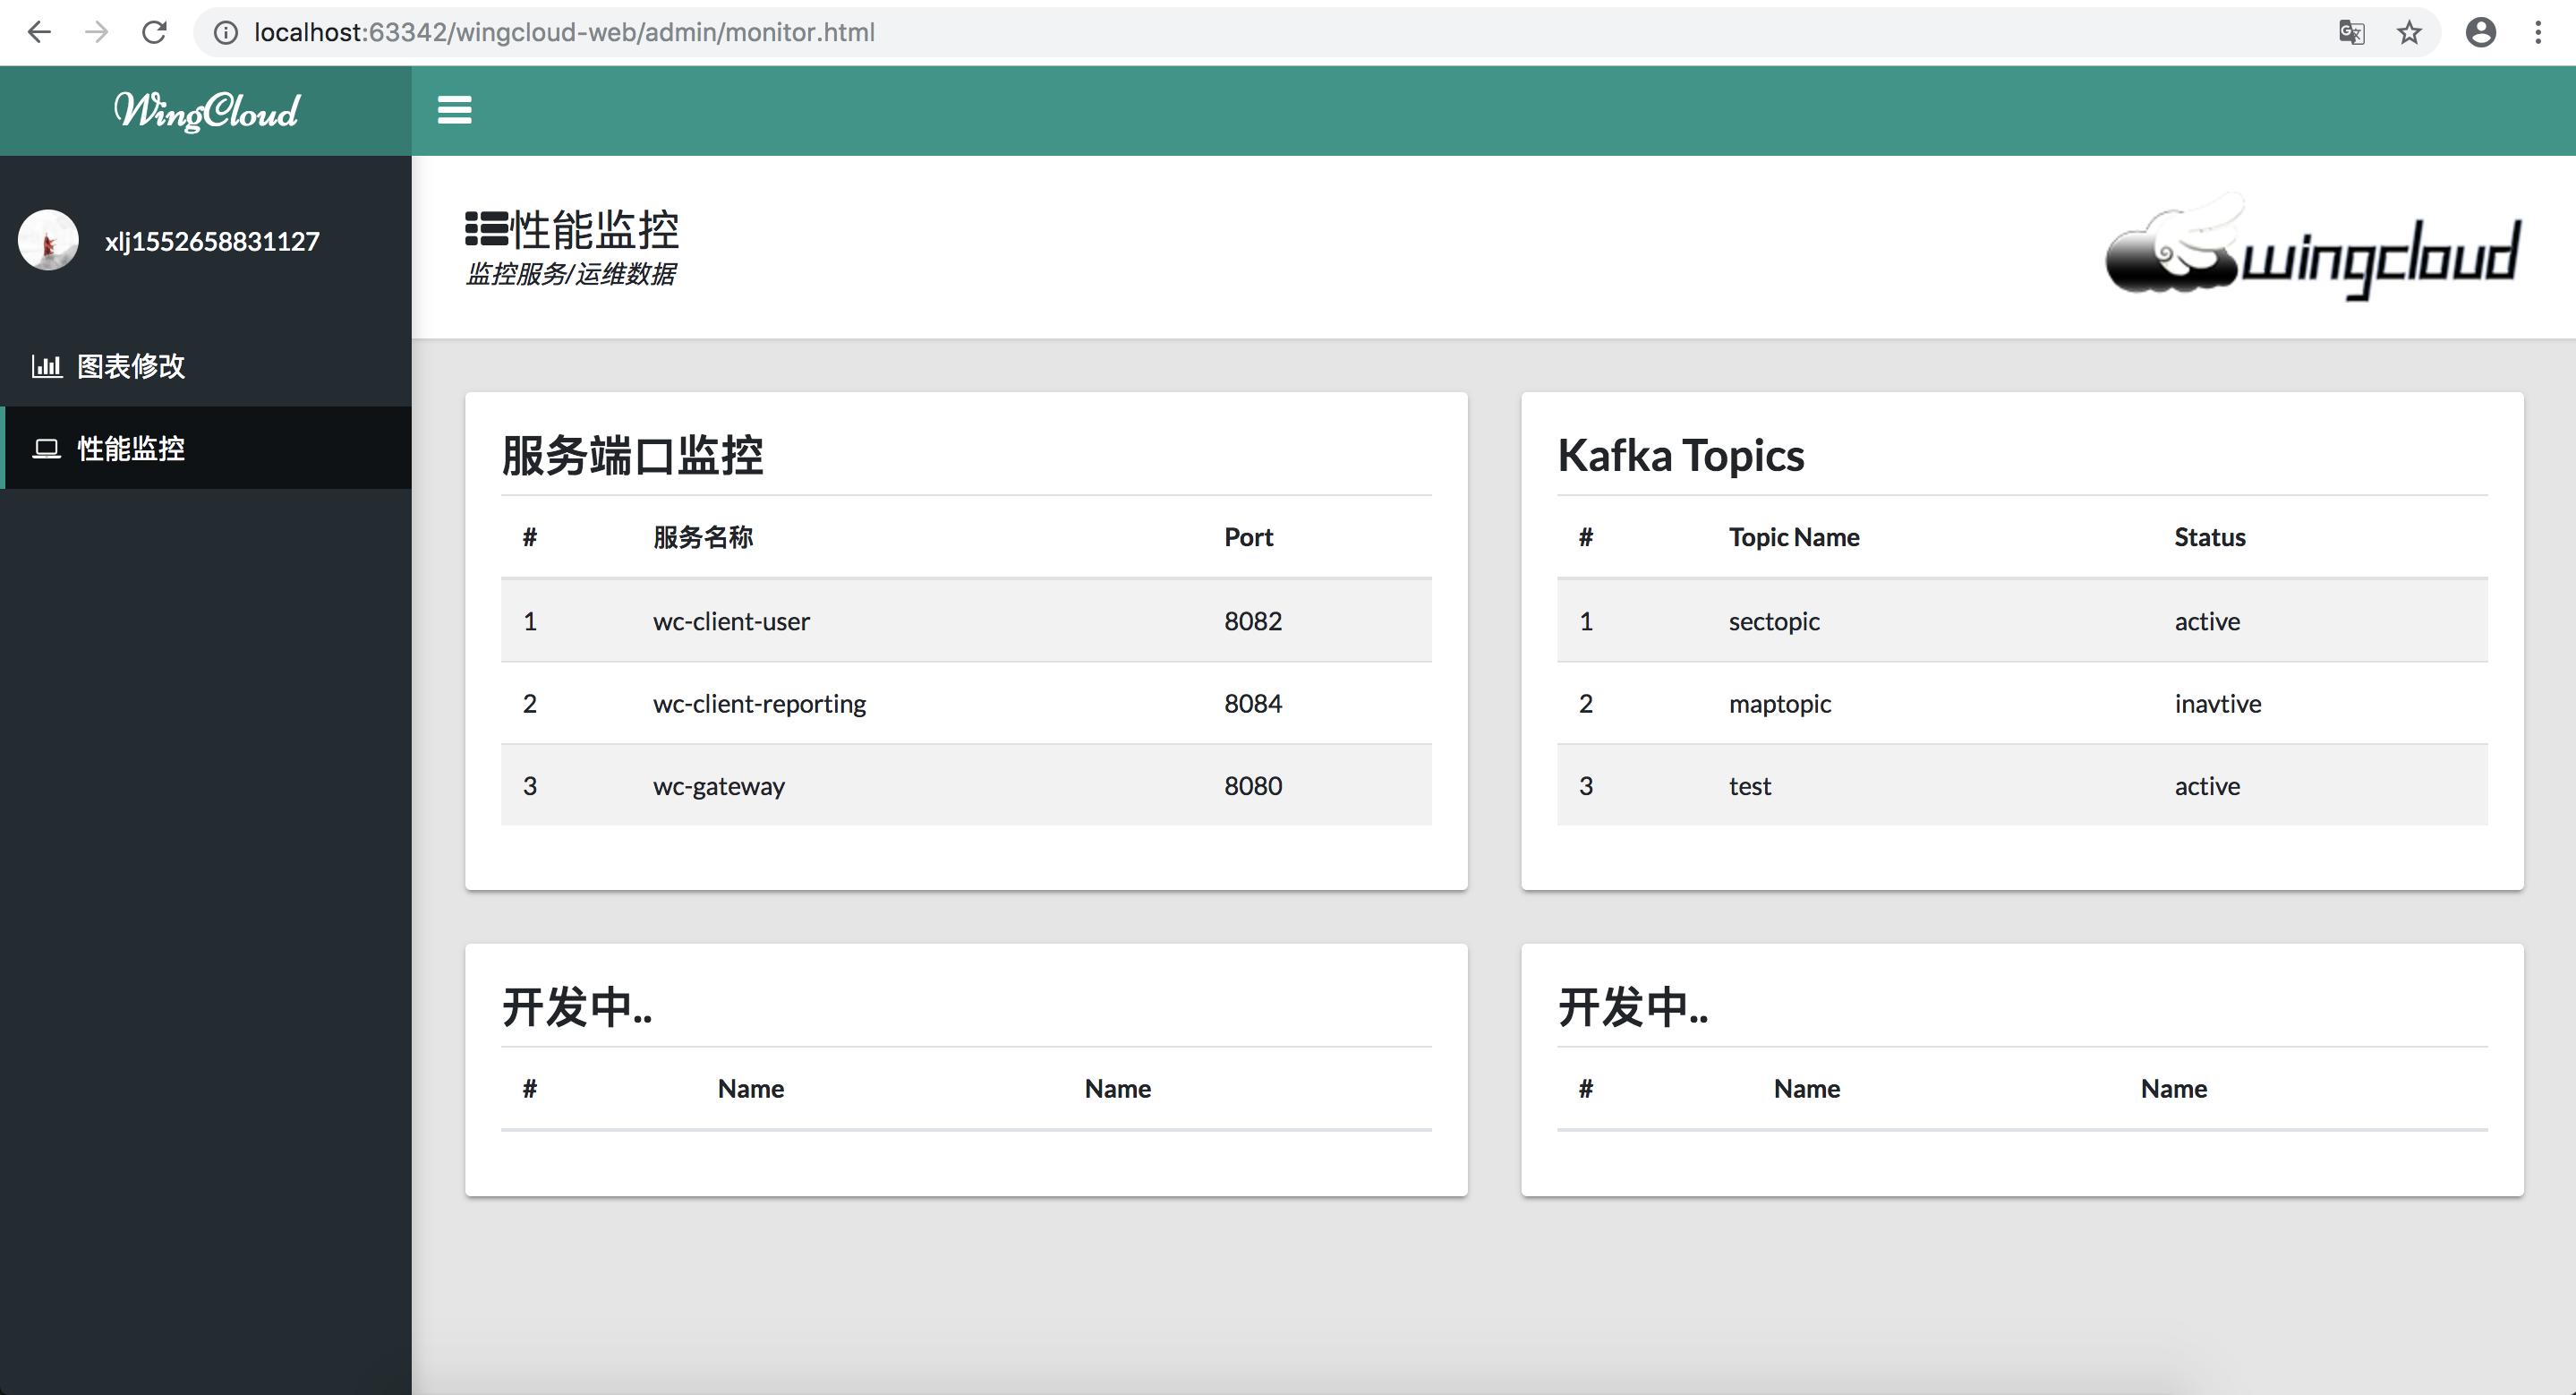 localhost:63342/wingcloud-web/admin/monitor.html
WingCloud
xlj1552658831127
图表修改
性能监控
性能监控
监控服务/运维数据
wingcloud
服务端口监控
# 服务名称 Port
1 wc-client-user 8082
2 wc-client-reporting 8084
3 wc-gateway 8080
Kafka Topics
# Topic Name Status
1 sectopic active
2 maptopic inavtive
3 test active
开发中..
# Name Name
开发中..
# Name Name